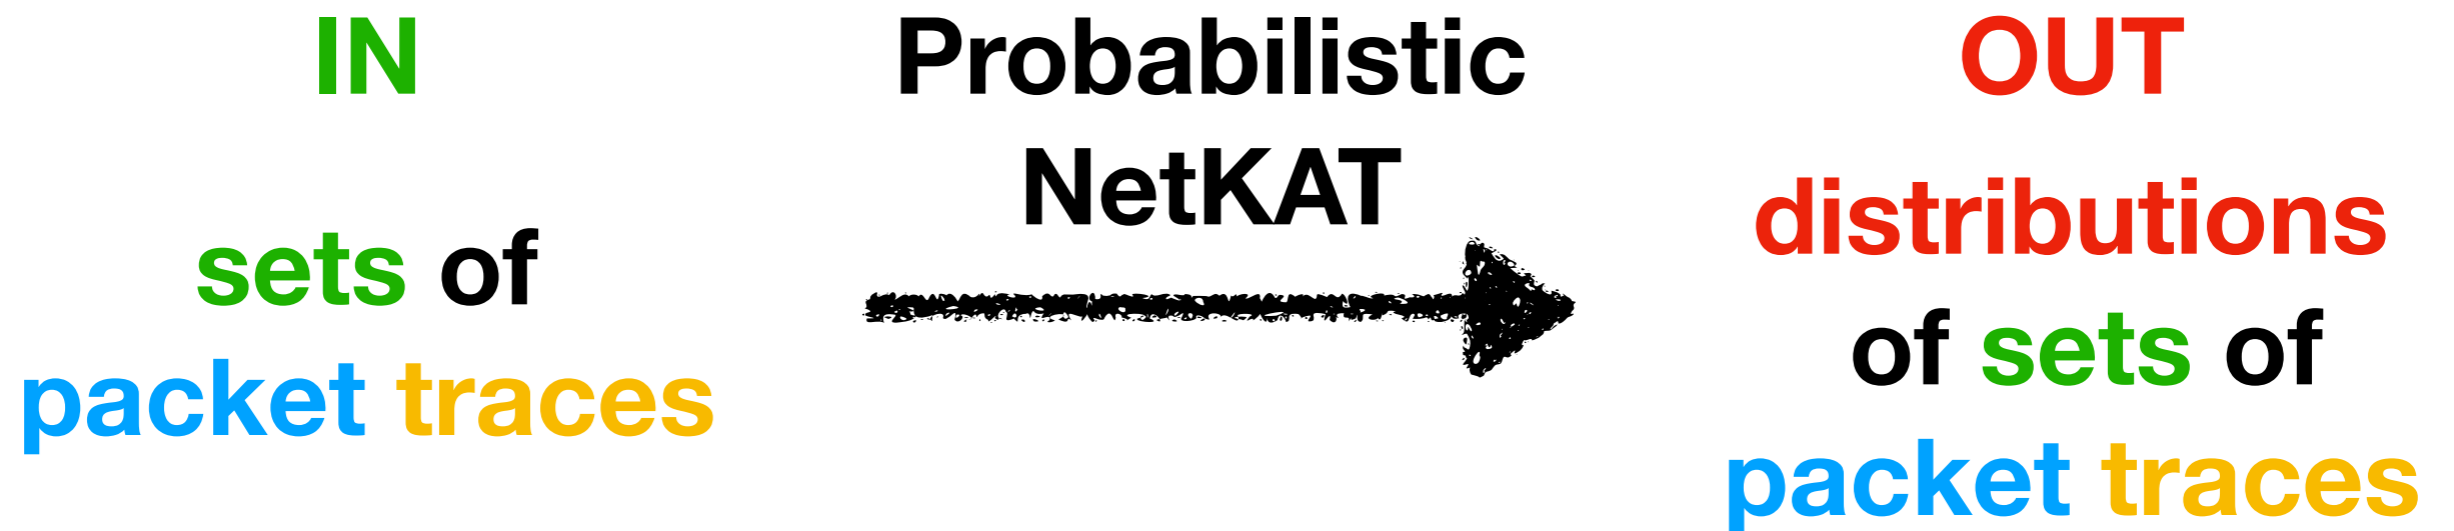 IN
sets of
packet traces
Probabilistic
NetKAT
OUT
distributions
of sets of
packet traces